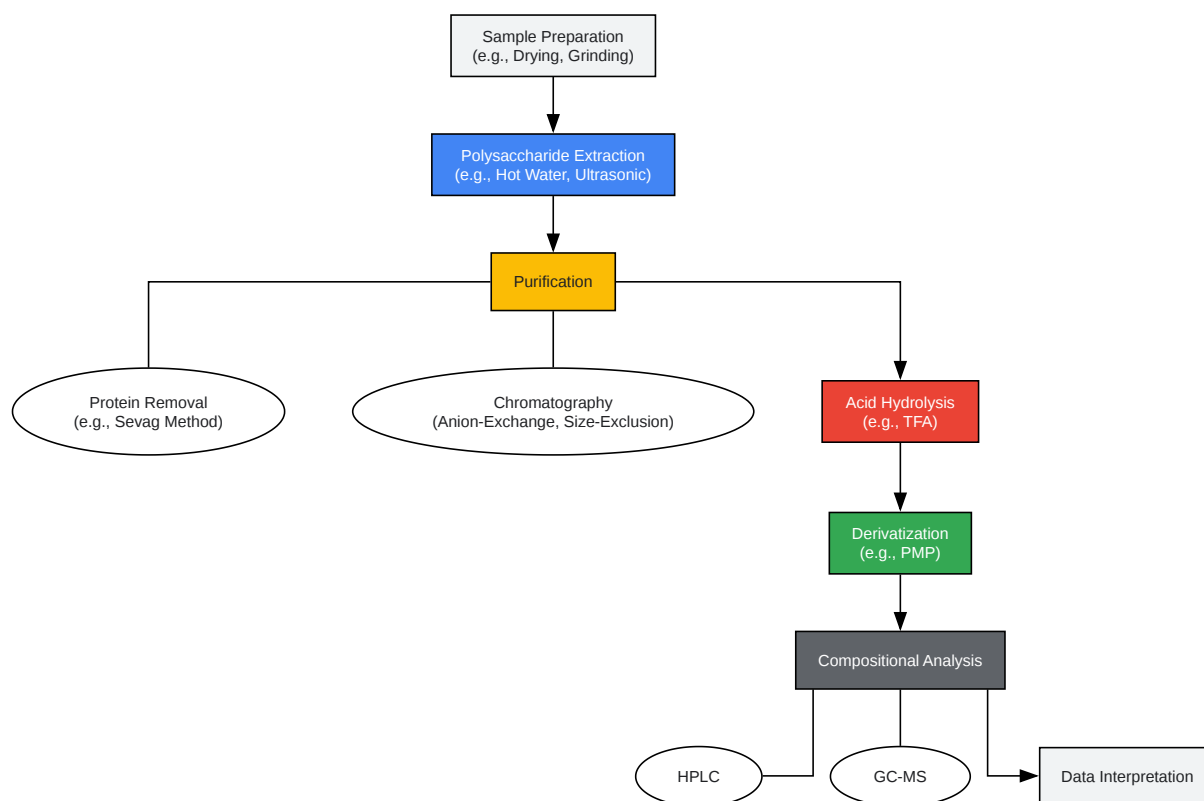 Sample Preparation
(e.g., Drying, Grinding)
Polysaccharide Extraction
(e.g., Hot Water, Ultrasonic)
Purification
Protein Removal
(e.g., Sevag Method)
Chromatography
(Anion-Exchange, Size-Exclusion)
Acid Hydrolysis
(e.g., TFA)
Derivatization
(e.g., PMP)
Compositional Analysis
HPLC
GC-MS
Data Interpretation